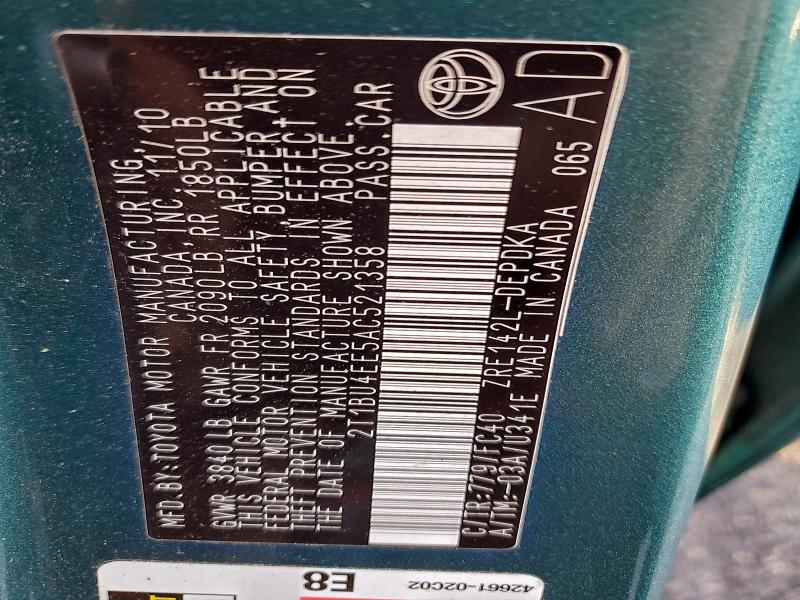 MFD.BY:TOYOTA MOTOR MANUFACTURING,
CANADA, INC. 11/10
GVWR 3840LB GAWR FR 2090LB RR 1850LB
THIS VEHICLE CONFORMS TO ALL APPLICABLE
FEDERAL MOTOR VEHICLE SAFETY, BUMPER AND
THEFT PREVENTION STANDARDS IN EFFECT ON
THE DATE OF MANUFACTURE SHOWN ABOVE.
2T1BU4EE5AC521358 PASS.CAR
C/TR:779/FC40 ZRE142L-DEPDKA
A/TM:-03A/U341E MADE IN CANADA 065
AD
42661-02C02
E8